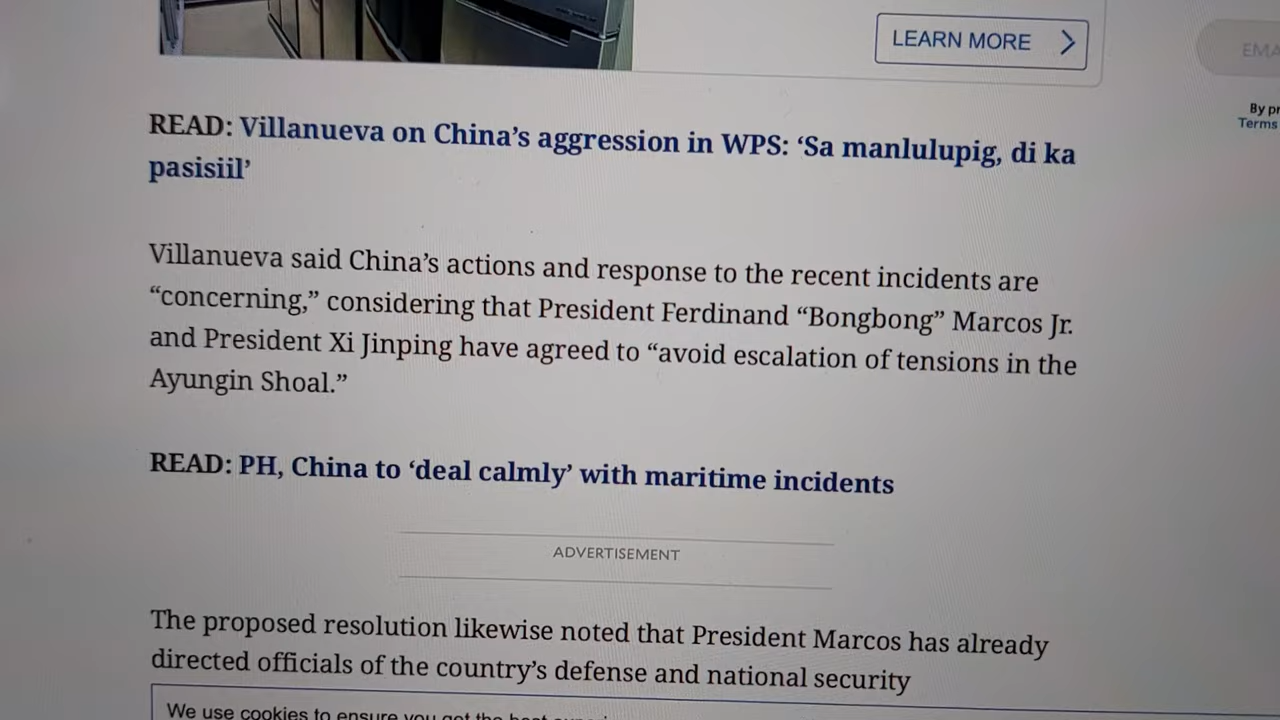 LEARN MORE
READ: Villanueva on China’s aggression in WPS: ‘Sa manlulupig, di ka
pasisiil’
Villanueva said China’s actions and response to the recent incidents are
“concerning,” considering that President Ferdinand “Bongbong” Marcos Jr.
and President Xi Jinping have agreed to “avoid escalation of tensions in the
Ayungin Shoal.”
READ: PH, China to ‘deal calmly’ with maritime incidents
ADVERTISEMENT
The proposed resolution likewise noted that President Marcos has already
directed officials of the country’s defense and national security
We use cookies to ensure you get the best
By
Terms